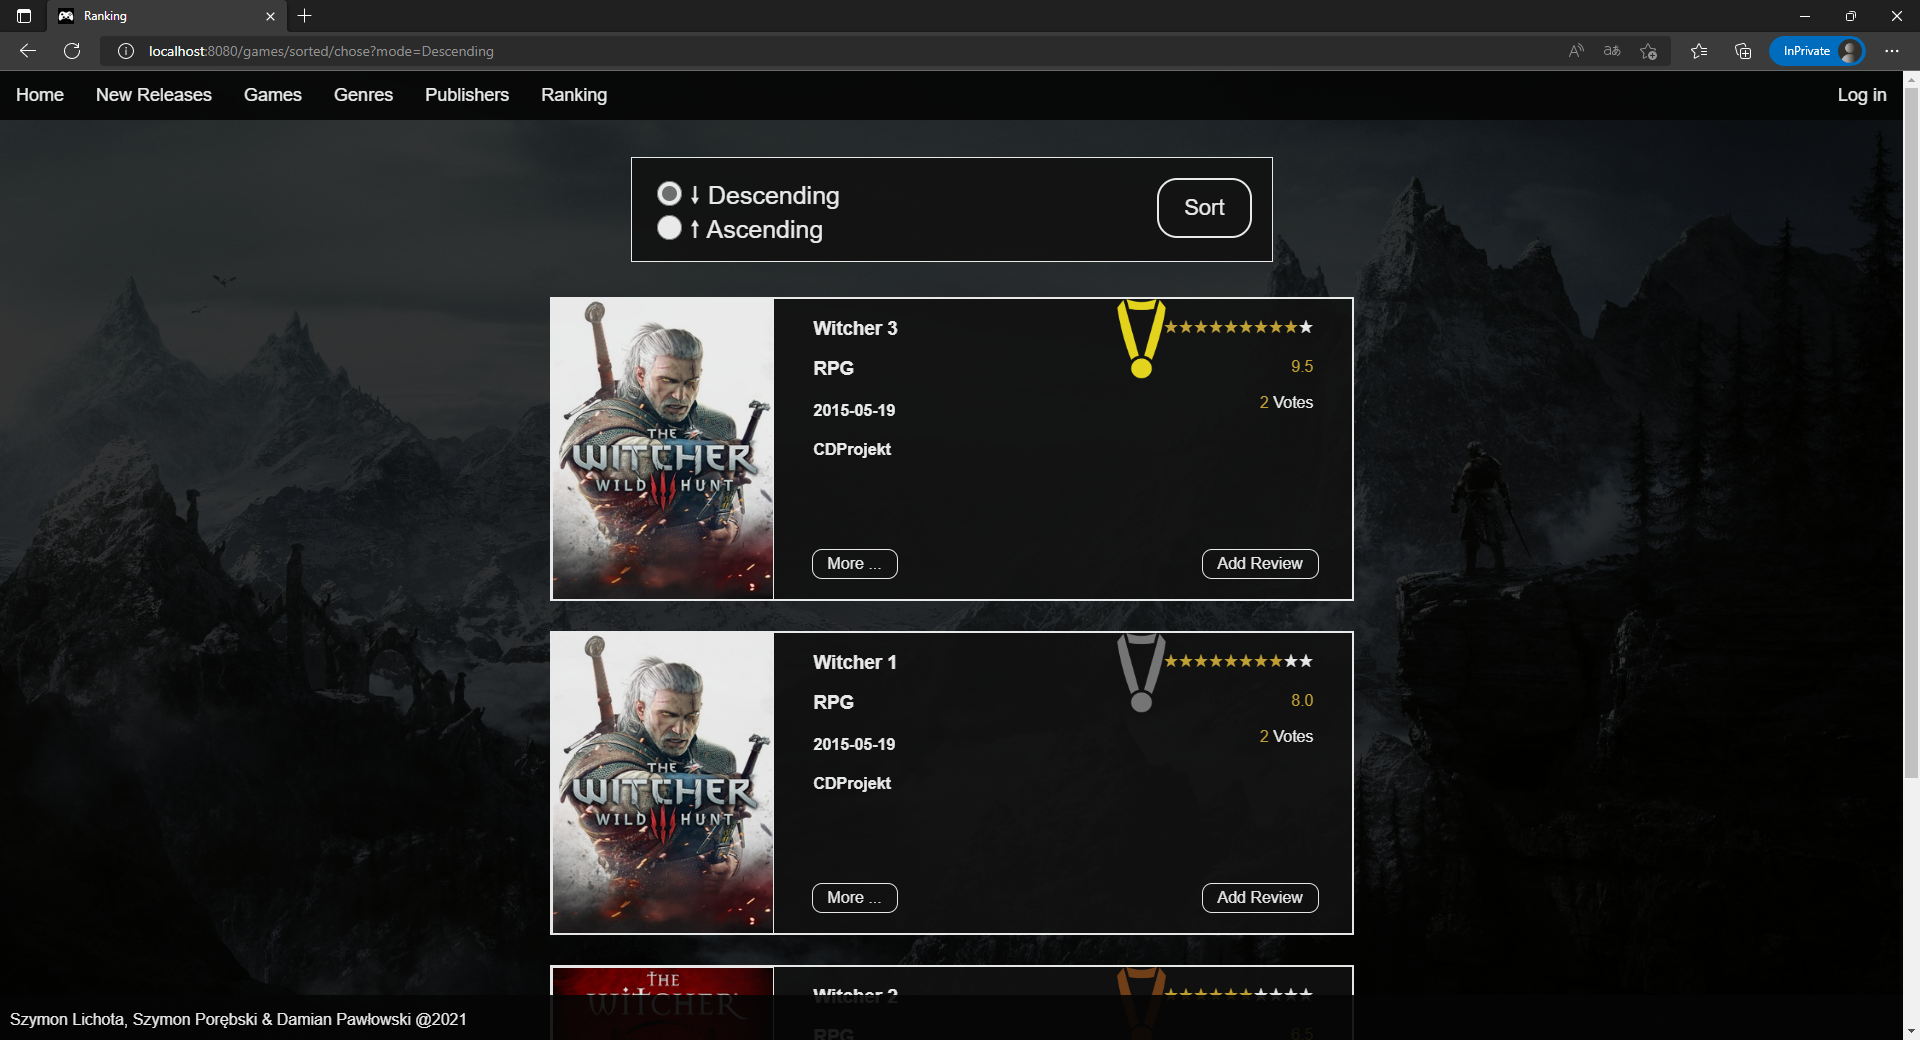 Ranking
localhost:8080/games/sorted/chose?mode=Descending
InPrivate
Home New Releases Games Genres Publishers Ranking Log in
↓ Descending
↑ Ascending
Sort
THE
WITCHER
WILD HUNT
Witcher 3
RPG
2015-05-19
CDProjekt
9.5
2 Votes
More ...
Add Review
THE
WITCHER
WILD HUNT
Witcher 1
RPG
2015-05-19
CDProjekt
8.0
2 Votes
More ...
Add Review
THE
WITCHER
Witcher 2
RPG
6.5
Szymon Lichota, Szymon Porębski & Damian Pawłowski @2021